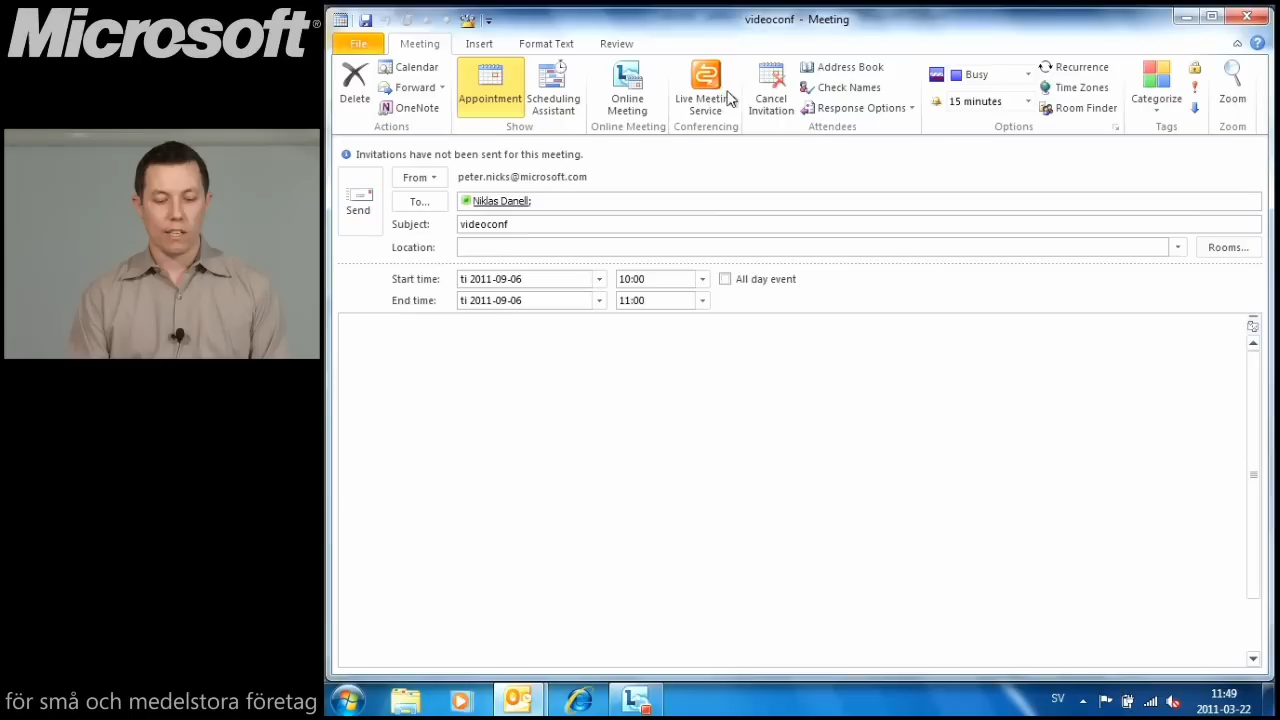 Microsoft®
videoconf - Meeting
File
Meeting
Insert
Format Text
Review
Delete
Calendar
Forward
OneNote
Actions
Appointment
Scheduling Assistant
Show
Online Meeting
Online Meeting
Live Meeting Service
Conferencing
Cancel Invitation
Address Book
Check Names
Response Options
Attendees
Busy
15 minutes
Recurrence
Time Zones
Room Finder
Options
Categorize
Tags
Zoom
Zoom
Invitations have not been sent for this meeting.
Send
From
peter.nicks@microsoft.com
To...
Niklas Danell;
Subject:
videoconf
Location:
Rooms...
Start time:
ti 2011-09-06
10:00
All day event
End time:
ti 2011-09-06
11:00
för små och medelstora företag
SV
11:49
2011-03-22